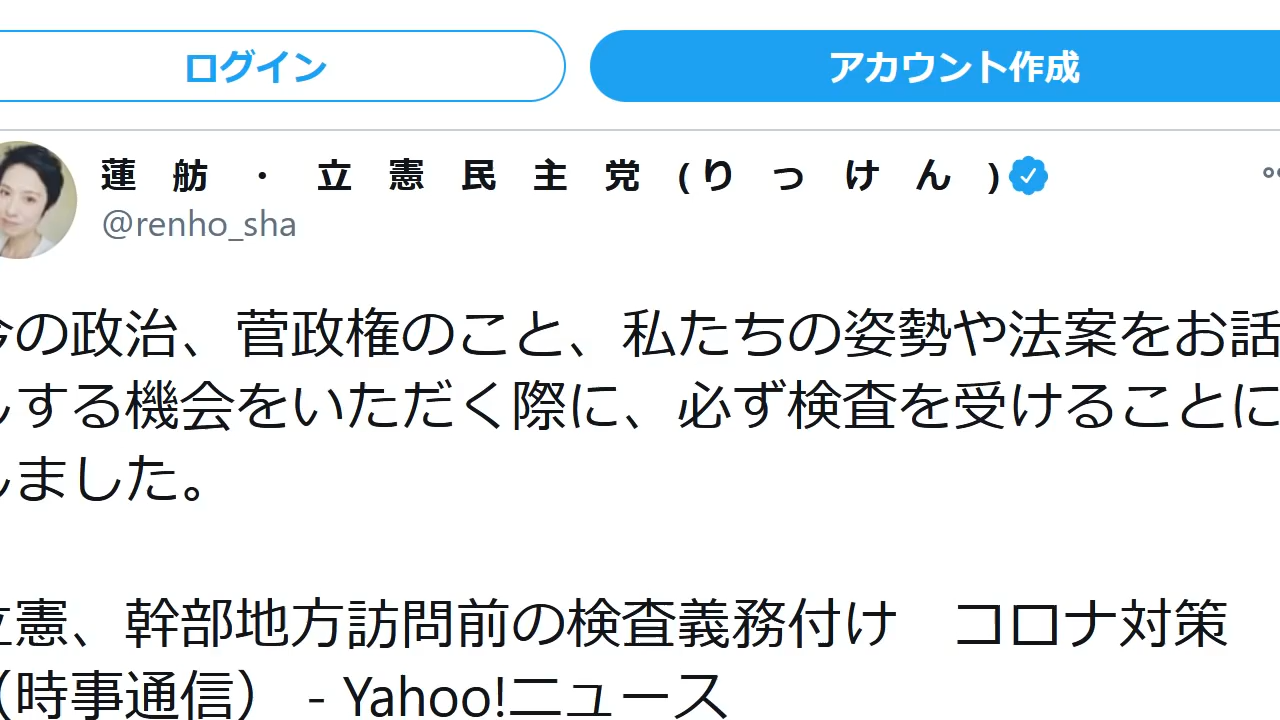 ログイン
アカウント作成
蓮舫・立憲民主党(りっけん)
@renho_sha
今の政治、菅政権のこと、私たちの姿勢や法案をお話
しする機会をいただく際に、必ず検査を受けることに
しました。
立憲、幹部地方訪問前の検査義務付け　コロナ対策
（時事通信） - Yahoo!ニュース